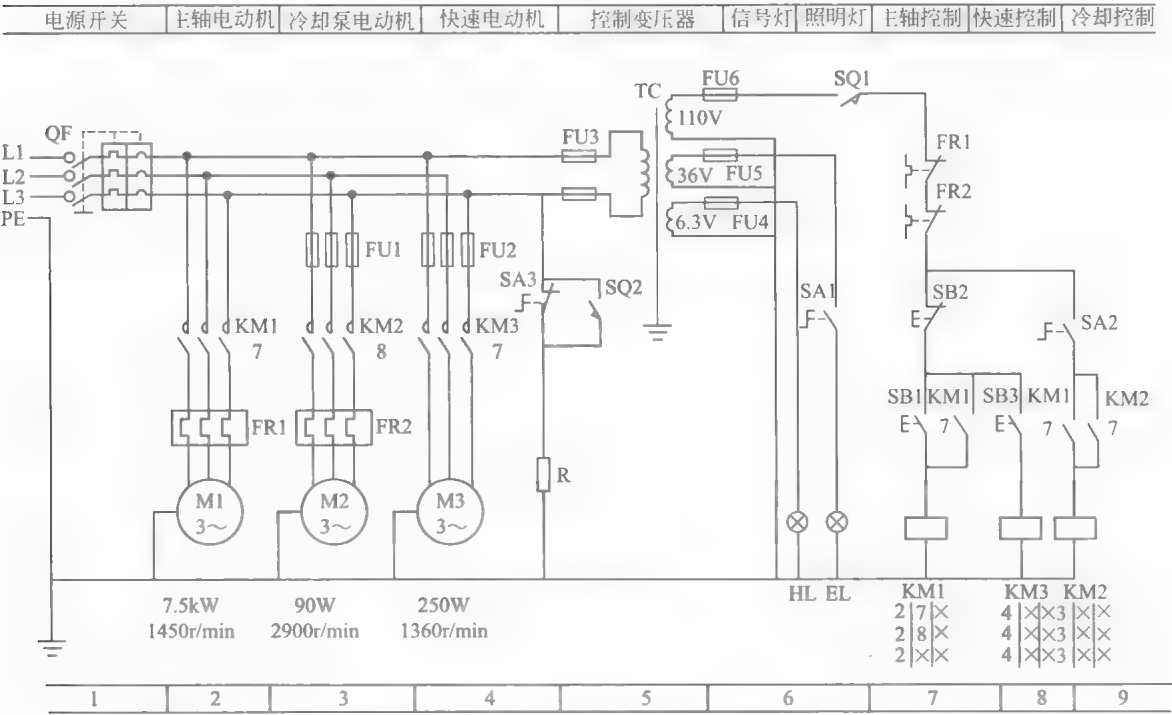 电源开关 主轴电动机 冷却泵电动机 快速电动机 控制变压器 信号灯 照明灯 主轴控制 快速控制 冷却控制
TC FU6 SQ1
110V
QF FU3 FR1
L1
L2 36V FU5
L3 FR2
PE 6.3V FU4
FU1 FU2
SA3 SQ2 SA1 SB2
KM1 KM2 KM3 SA2
7 8 7
SB1 KM1 SB3 KM1 KM2
7 7 7
FR1 FR2
R
M1 M2 M3
3~ 3~ 3~
HL EL KM1 KM3 KM2
7.5kW 90W 250W
1450r/min 2900r/min 1360r/min
2 7 × 4 × × 3 × ×
2 8 × 4 × × 3 × ×
2 × × 4 × × 3 × ×
1 2 3 4 5 6 7 8 9